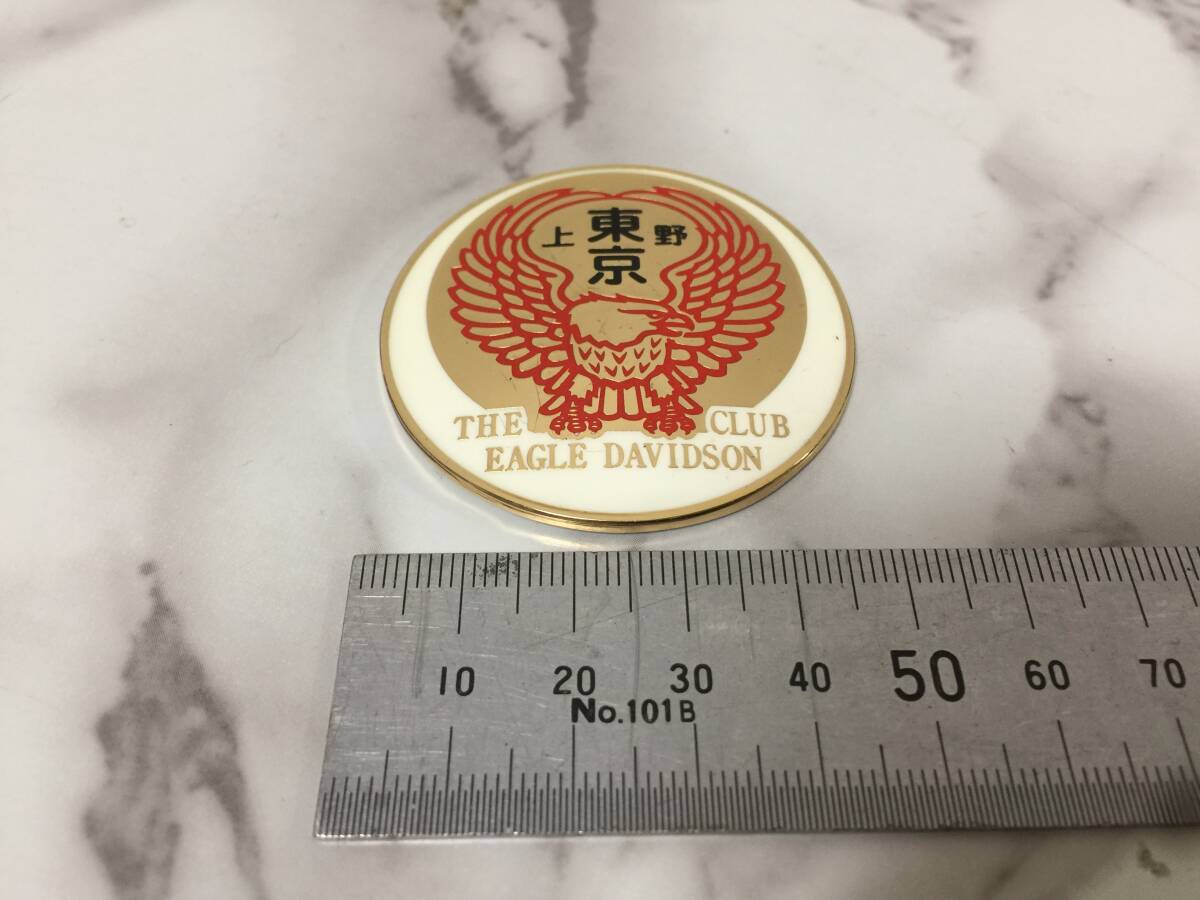 上 東京 野
THE CLUB
EAGLE DAVIDSON
10 20 30 40 50 60 70
No.101B